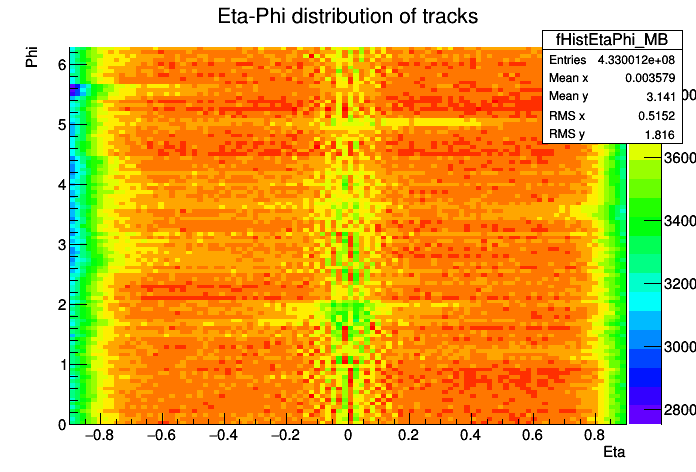 Eta-Phi distribution of tracks
fHistEtaPhi_MB
Entries 4.330012e+08
Mean x 0.003579
Mean y 3.141
RMS x 0.5152
RMS y 1.816
Phi
6
5
4
3
2
1
0
3600
3400
3200
3000
2800
−0.8 −0.6 −0.4 −0.2 0 0.2 0.4 0.6 0.8
Eta